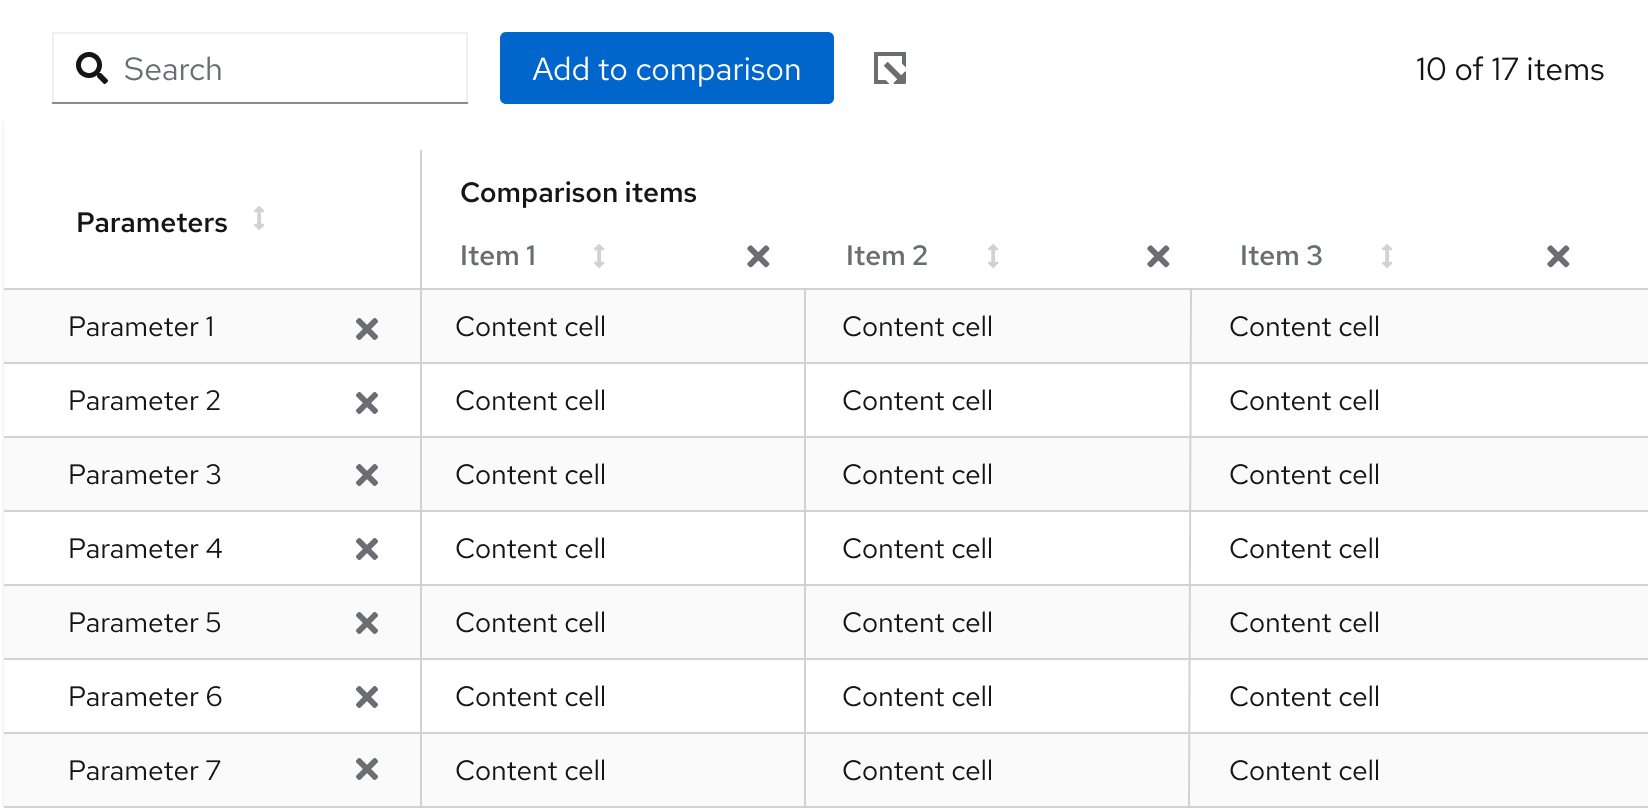 Search
Add to comparison
10 of 17 items
Parameters
Comparison items
Item 1 Item 2 Item 3
Parameter 1 Content cell Content cell Content cell
Parameter 2 Content cell Content cell Content cell
Parameter 3 Content cell Content cell Content cell
Parameter 4 Content cell Content cell Content cell
Parameter 5 Content cell Content cell Content cell
Parameter 6 Content cell Content cell Content cell
Parameter 7 Content cell Content cell Content cell